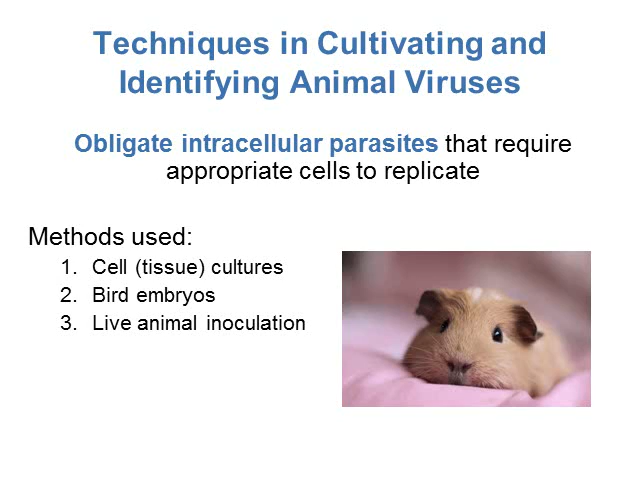 Techniques in Cultivating and
Identifying Animal Viruses
Obligate intracellular parasites that require
appropriate cells to replicate
Methods used:
1. Cell (tissue) cultures
2. Bird embryos
3. Live animal inoculation